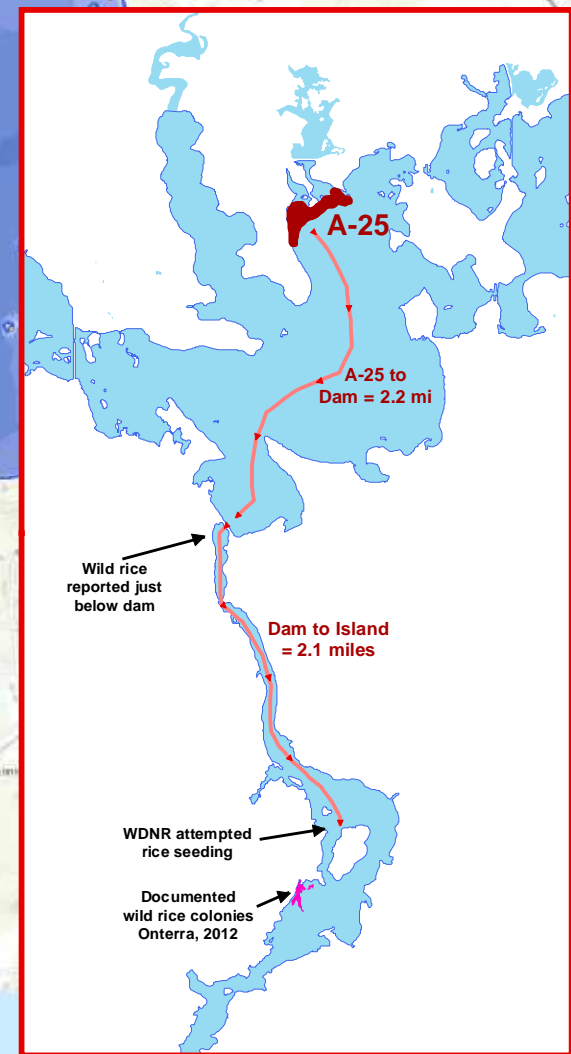 A-25
A-25 to
Dam = 2.2 mi
Wild rice
reported just
below dam
Dam to Island
= 2.1 miles
WDNR attempted
rice seeding
Documented
wild rice colonies
Onterra, 2012